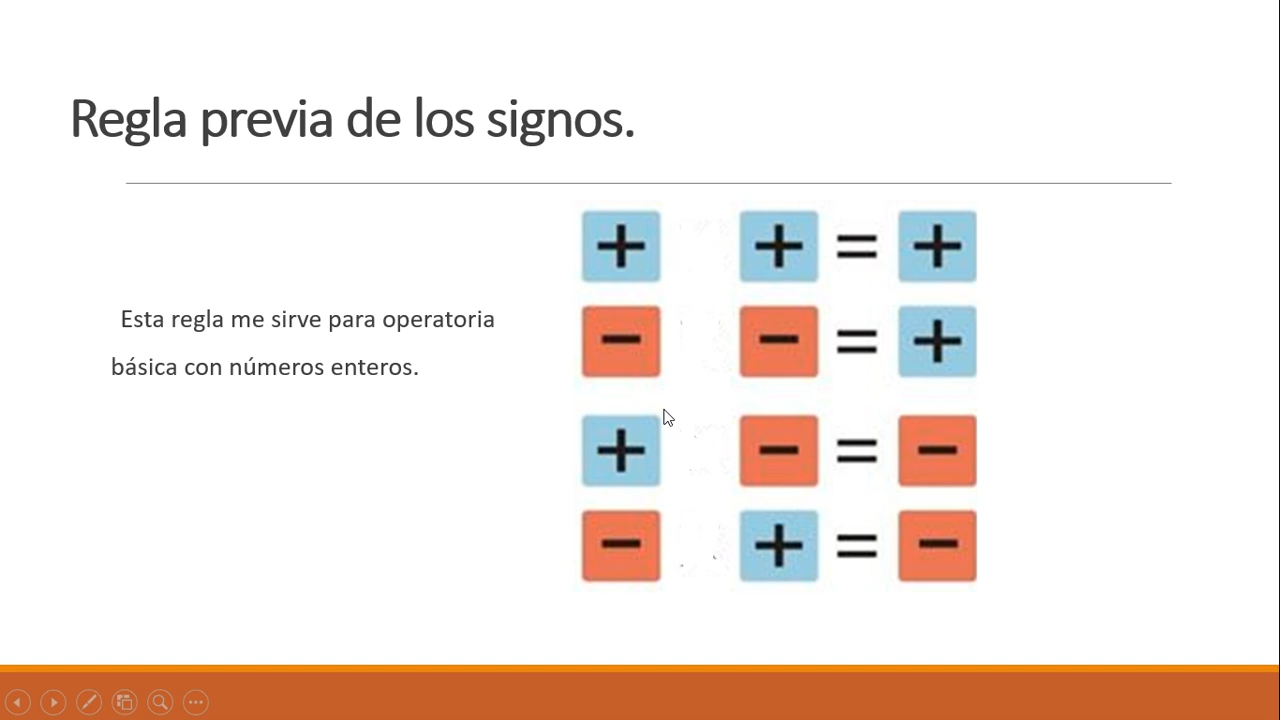 Regla previa de los signos.
Esta regla me sirve para operatoria
básica con números enteros.
+ + = +
− − = +
+ − = −
− + = −